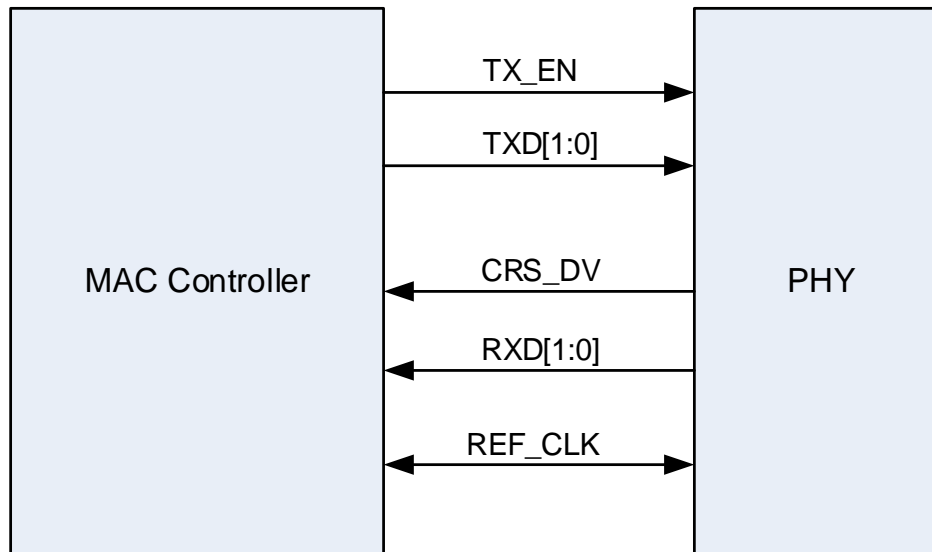 TX_EN
TXD[1:0]
MAC Controller
CRS_DV
PHY
RXD[1:0]
REF_CLK